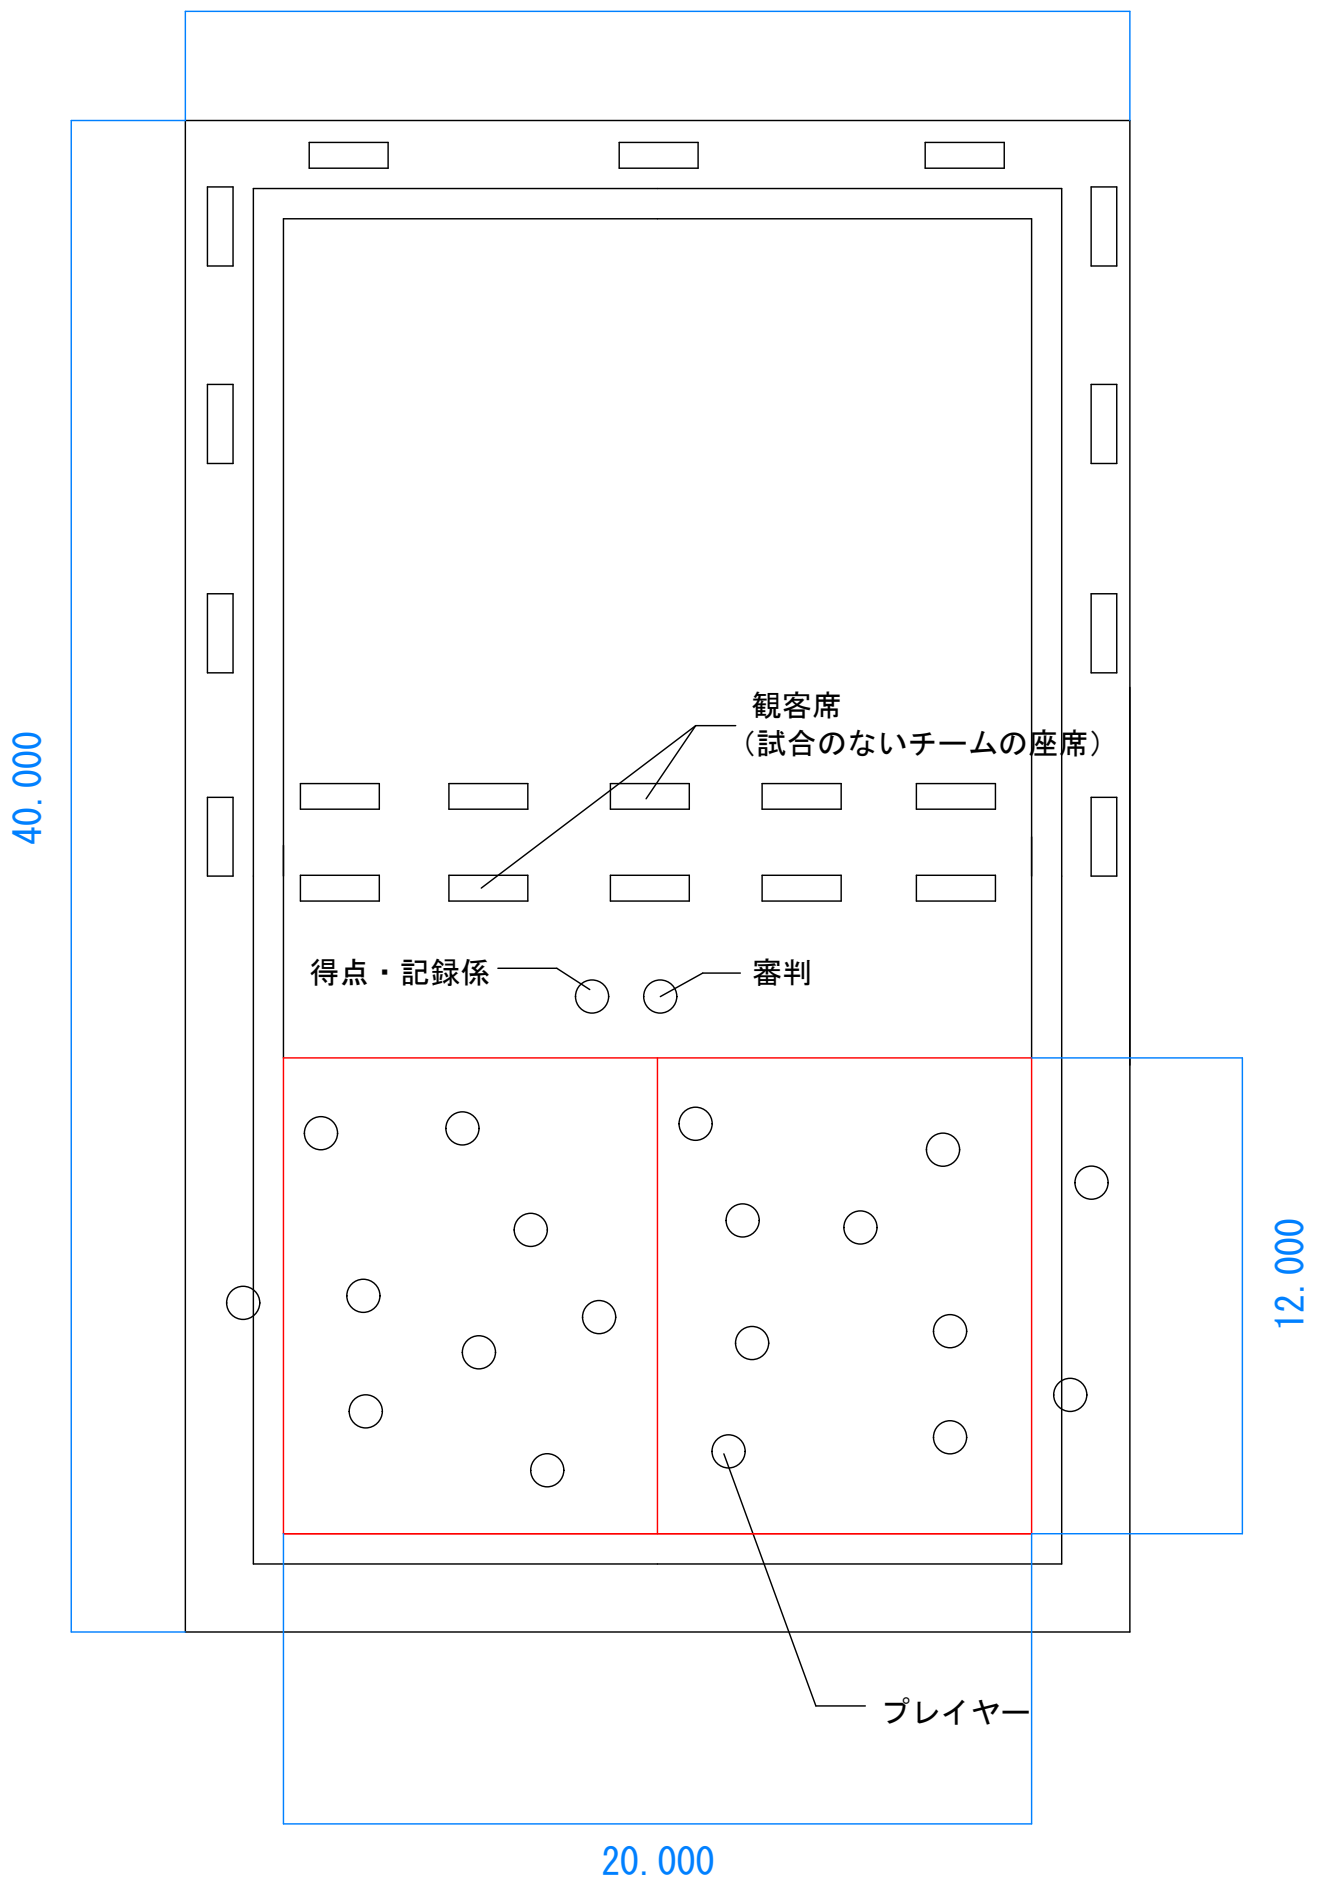 40.000
観客席
（試合のないチームの座席）
得点・記録係
審判
12.000
プレイヤー
20.000